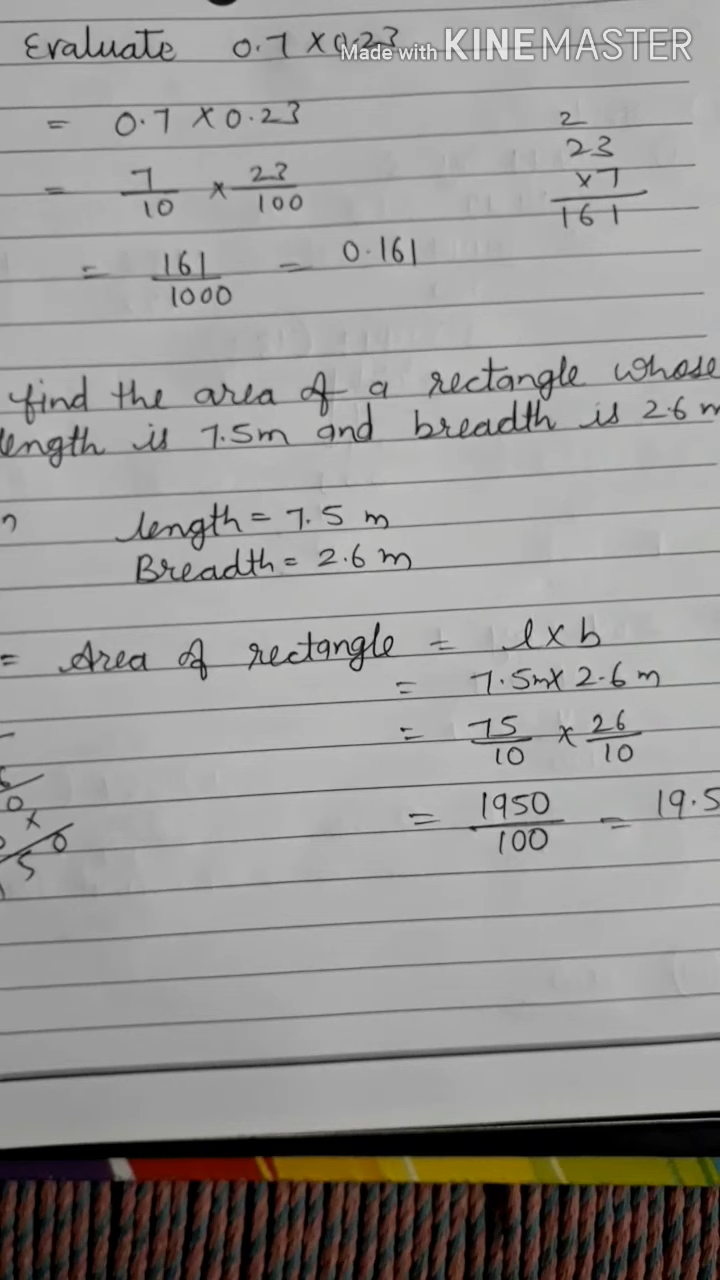 Evaluate 0.7 × 0.23
Made with KINEMASTER
= 0.7 × 0.23
= 7/10 × 23/100
2
23
×7
161
= 161/1000 = 0.161
find the area of a rectangle whose
length is 7.5m and breadth is 2.6 m
length = 7.5 m
Breadth = 2.6 m
= Area of rectangle = l × b
= 7.5m × 2.6 m
= 75/10 × 26/10
= 1950/100 = 19.5